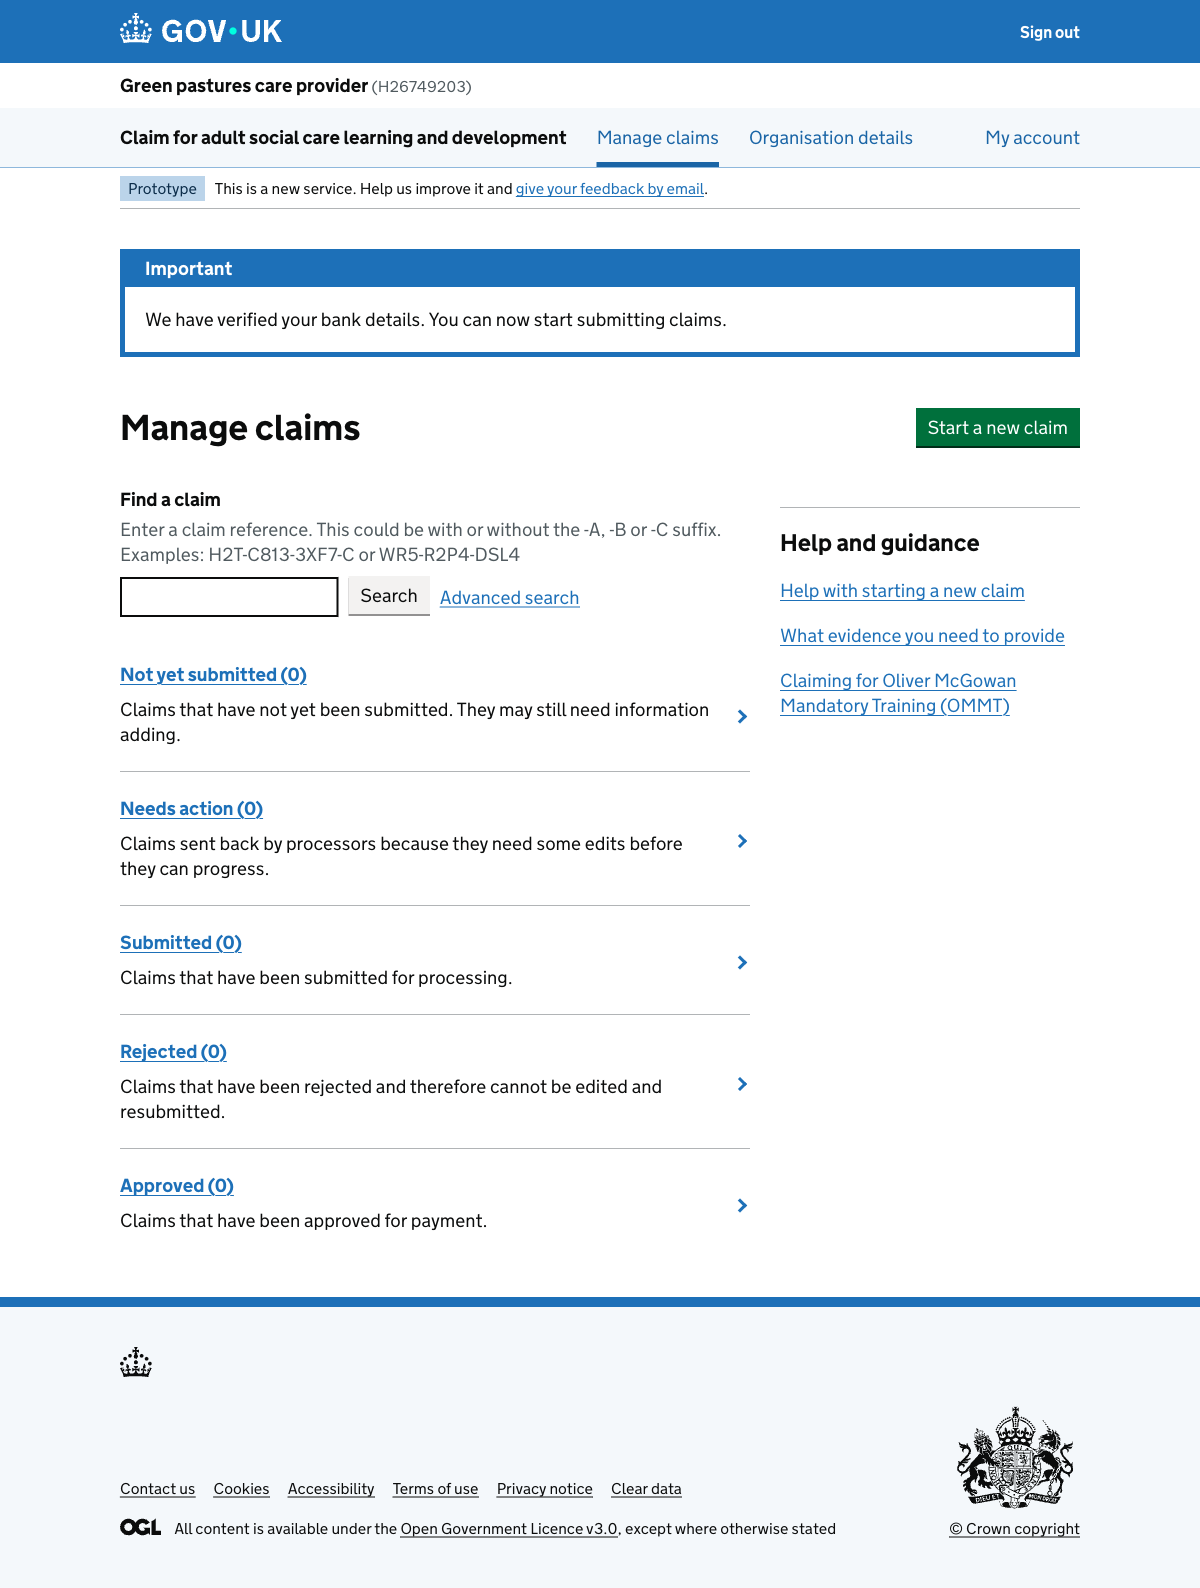 GOV·UK
Sign out
Green pastures care provider (H26749203)
Claim for adult social care learning and development
Manage claims
Organisation details
My account
Prototype
This is a new service. Help us improve it and give your feedback by email.
Important
We have verified your bank details. You can now start submitting claims.
Manage claims
Start a new claim
Find a claim
Enter a claim reference. This could be with or without the -A, -B or -C suffix.
Examples: H2T-C813-3XF7-C or WR5-R2P4-DSL4
Search
Advanced search
Not yet submitted (0)
Claims that have not yet been submitted. They may still need information
adding.
Needs action (0)
Claims sent back by processors because they need some edits before
they can progress.
Submitted (0)
Claims that have been submitted for processing.
Rejected (0)
Claims that have been rejected and therefore cannot be edited and
resubmitted.
Approved (0)
Claims that have been approved for payment.
Help and guidance
Help with starting a new claim
What evidence you need to provide
Claiming for Oliver McGowan
Mandatory Training (OMMT)
Contact us
Cookies
Accessibility
Terms of use
Privacy notice
Clear data
OGL
All content is available under the Open Government Licence v3.0, except where otherwise stated
© Crown copyright